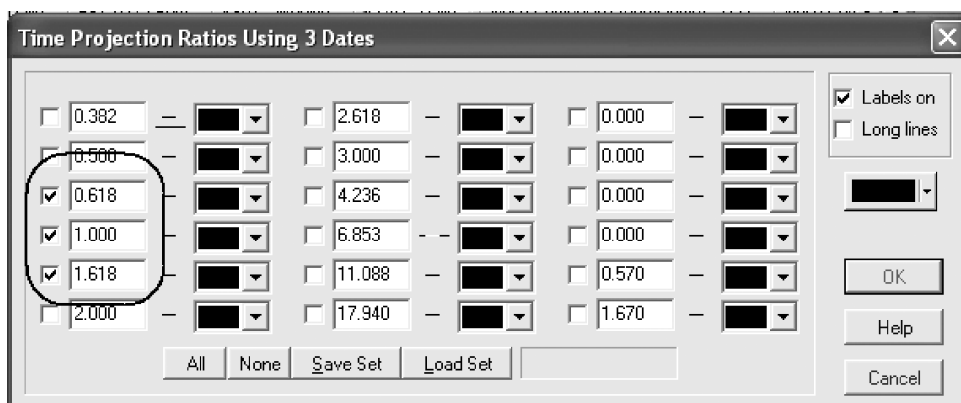 Time Projection Ratios Using 3 Dates
0.382 2.618 0.000 Labels on
0.500 3.000 0.000 Long lines
0.618 4.236 0.000
1.000 6.853 0.000
1.618 11.088 0.570 OK
2.000 17.940 1.670 Help
All None Save Set Load Set Cancel